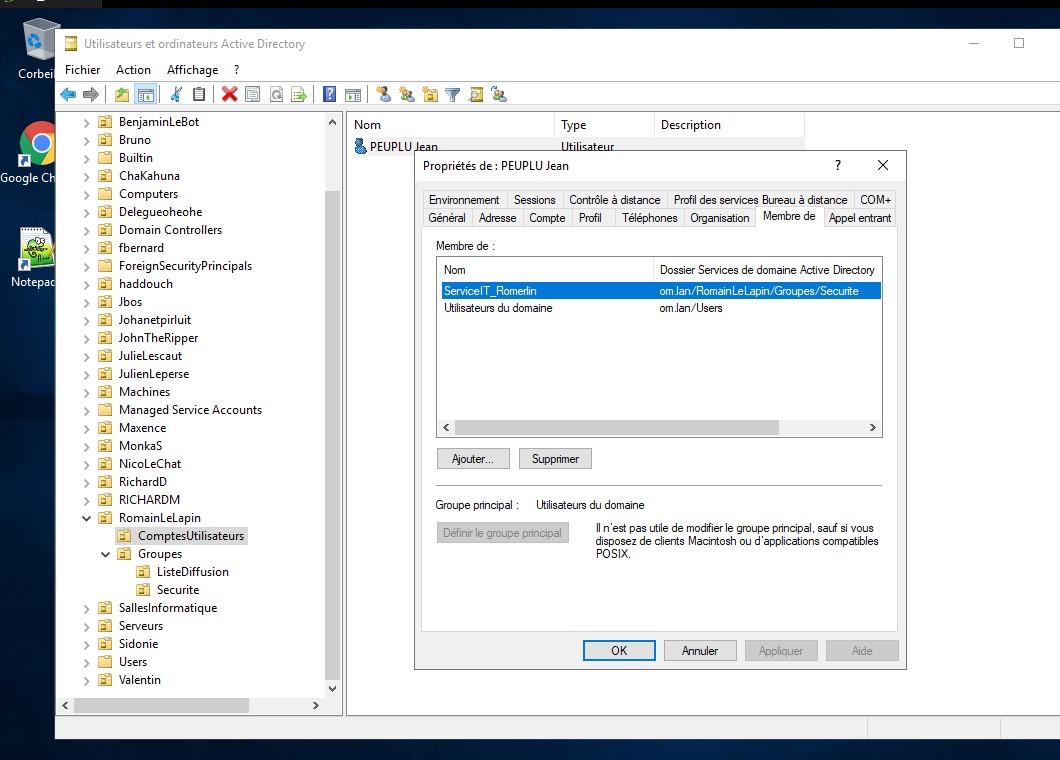 Utilisateurs et ordinateurs Active Directory
Fichier Action Affichage ?
Corbei
Google Ch
Notepad
BenjaminLeBot
Bruno
Builtin
ChaKahuna
Computers
Delegueoheohe
Domain Controllers
fbernard
ForeignSecurityPrincipals
haddouch
Jbos
Johanetpirluit
JohnTheRipper
JulieLescaut
JulienLeperse
Machines
Managed Service Accounts
Maxence
MonkaS
NicoLeChat
RichardD
RICHARDM
RomainLeLapin
ComptesUtilisateurs
Groupes
ListeDiffusion
Securite
SallesInformatique
Serveurs
Sidonie
Users
Valentin
Nom Type Description
PEUPLU Jean Utilisateur
Propriétés de : PEUPLU Jean ?
Environnement Sessions Contrôle à distance Profil des services Bureau à distance COM+
Général Adresse Compte Profil Téléphones Organisation Membre de Appel entrant
Membre de :
Nom Dossier Services de domaine Active Directory
ServiceIT_Romerlin om.lan/RomainLeLapin/Groupes/Securite
Utilisateurs du domaine om.lan/Users
Ajouter... Supprimer
Groupe principal : Utilisateurs du domaine
Définir le groupe principal
Il n'est pas utile de modifier le groupe principal, sauf si vous
disposez de clients Macintosh ou d'applications compatibles
POSIX.
OK Annuler Appliquer Aide